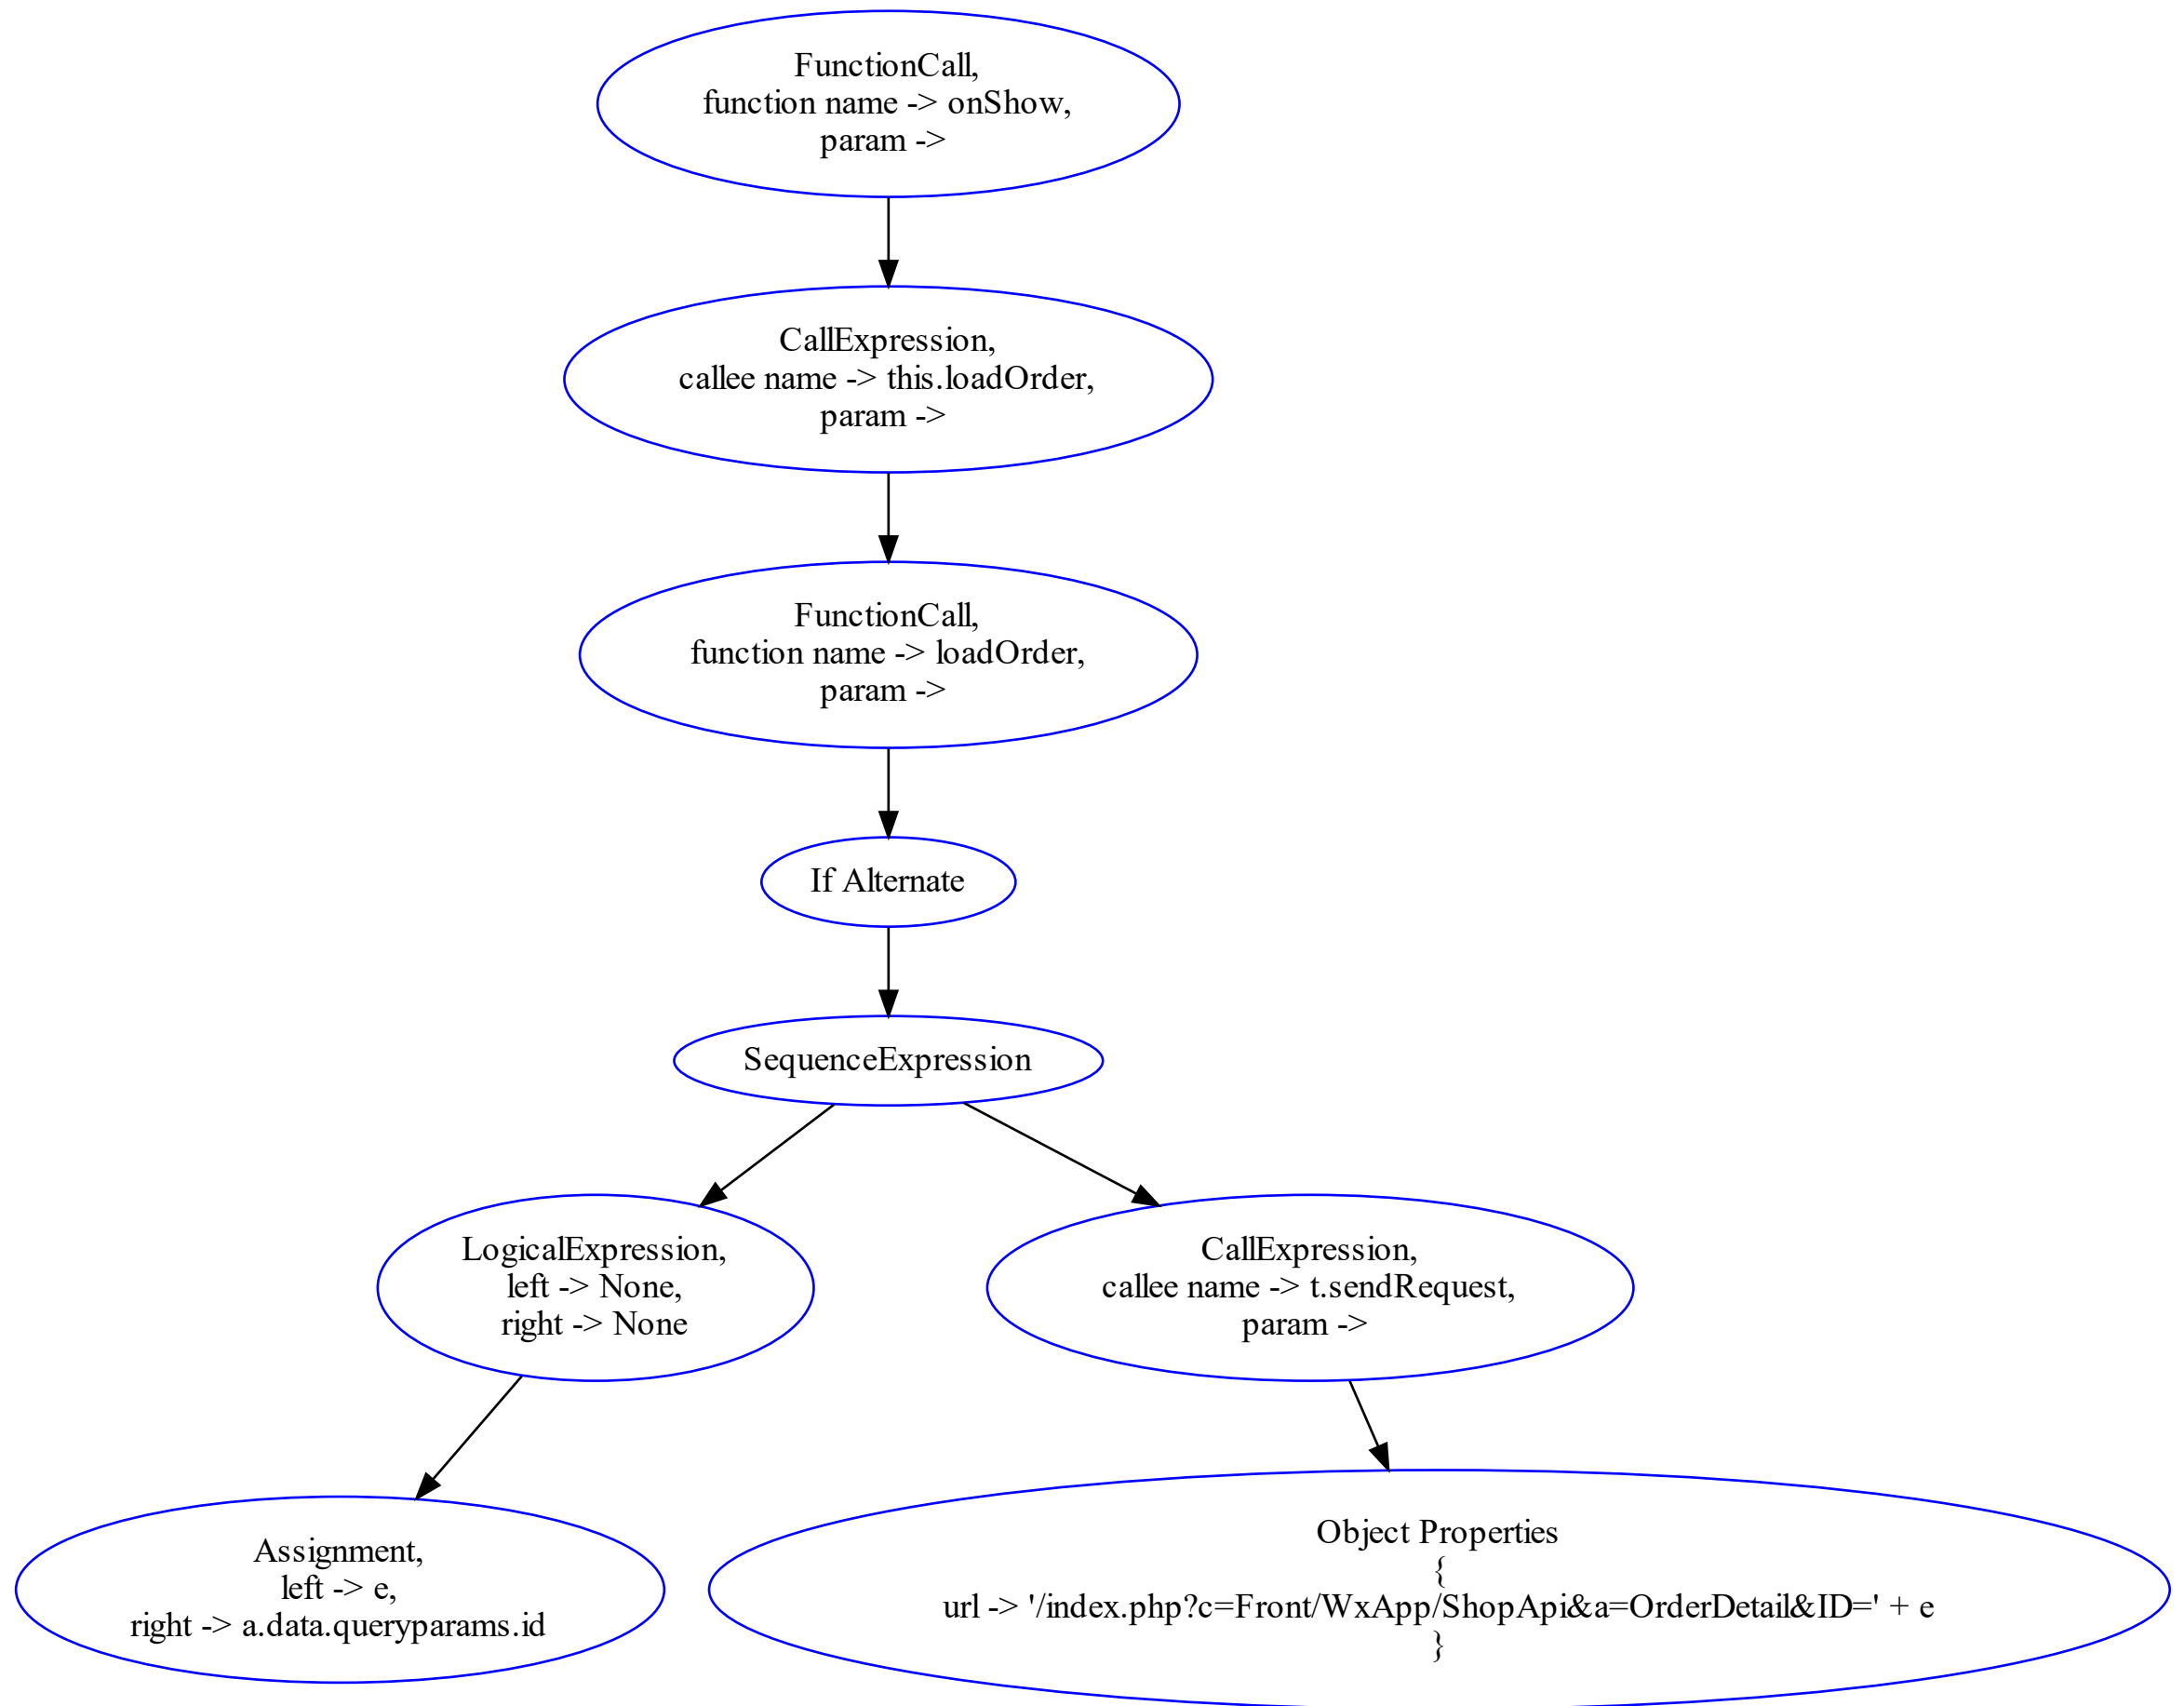 FunctionCall,
function name -> onShow,
param ->
CallExpression,
callee name -> this.loadOrder,
param ->
FunctionCall,
function name -> loadOrder,
param ->
If Alternate
SequenceExpression
LogicalExpression,
left -> None,
right -> None
CallExpression,
callee name -> t.sendRequest,
param ->
Assignment,
left -> e,
right -> a.data.queryparams.id
Object Properties
{
url -> '/index.php?c=Front/WxApp/ShopApi&a=OrderDetail&ID=' + e
}